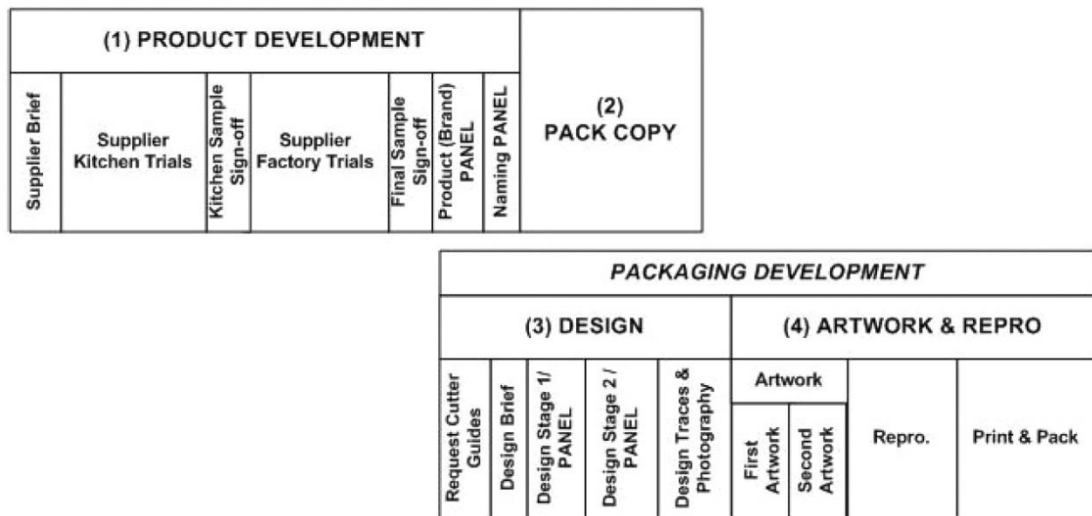 (1) PRODUCT DEVELOPMENT
Supplier Brief
Supplier
Kitchen Trials
Kitchen Sample
Sign-off
Supplier
Factory Trials
Final Sample
Sign-off
Product (Brand)
PANEL
Naming PANEL
(2)
PACK COPY
PACKAGING DEVELOPMENT
(3) DESIGN
Request Cutter
Guides
Design Brief
Design Stage 1/
PANEL
Design Stage 2 /
PANEL
Design Traces &
Photography
(4) ARTWORK & REPRO
Artwork
First
Artwork
Second
Artwork
Repro.
Print & Pack